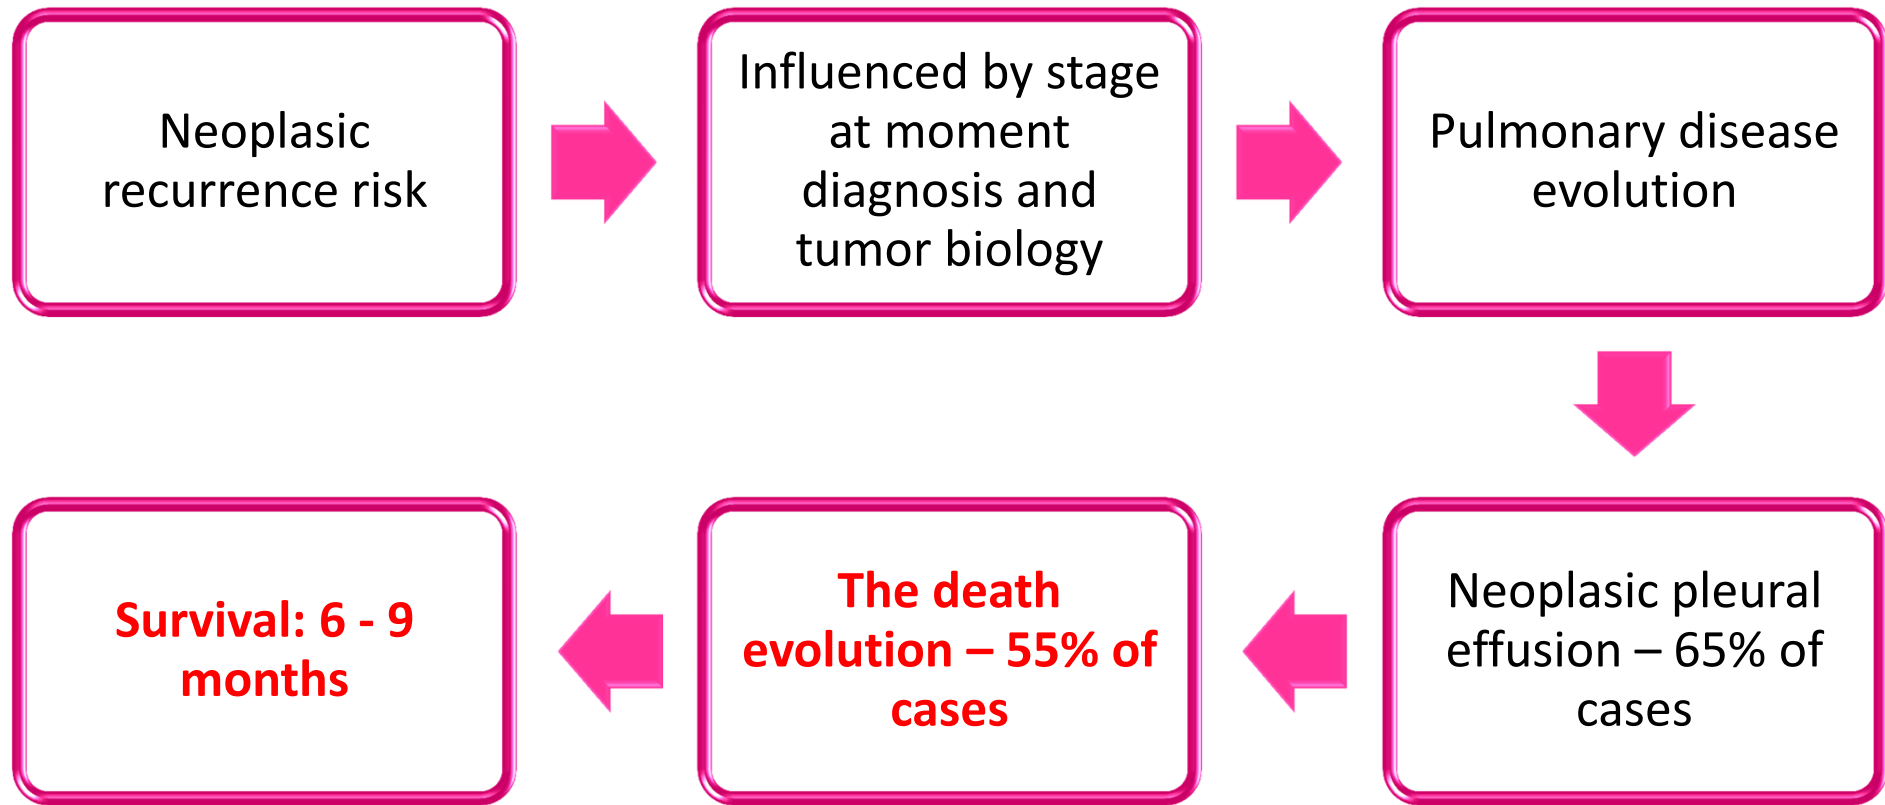 Neoplasic
recurrence risk
Influenced by stage
at moment
diagnosis and
tumor biology
Pulmonary disease
evolution
Neoplasic pleural
effusion – 65% of
cases
The death
evolution – 55% of
cases
Survival: 6 - 9
months